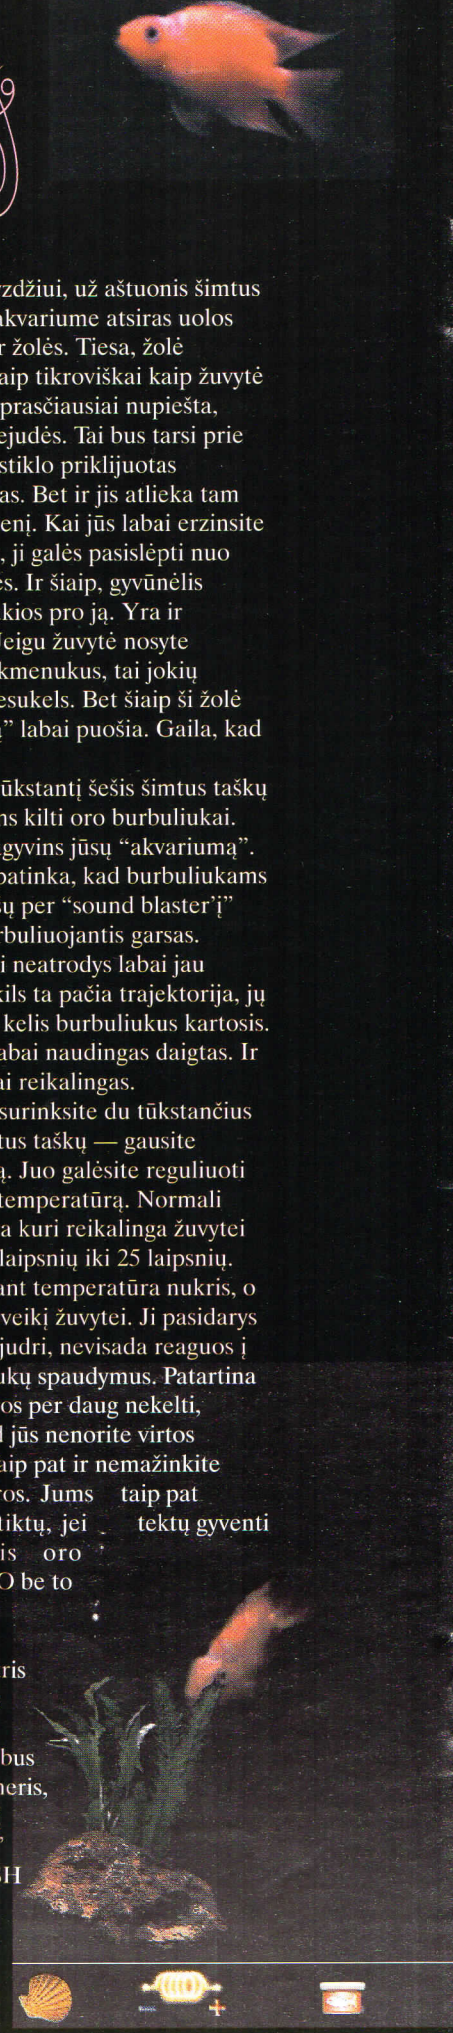 zdžiui, už aštuonis šimtus
akvariume atsiras uolos
r žolės. Tiesa, žolė
aip tikroviškai kaip žuvytė
prasčiausiai nupiešta,
ejudės. Tai bus tarsi prie
stiklo priklijuotas
as. Bet ir jis atlieka tam
enį. Kai jūs labai erzinsite
, ji galės pasislėpti nuo
es. Ir šiaip, gyvūnėlis
kios pro ją. Yra ir
Jeigu žuvytė nosyte
kmenukus, tai jokių
esukels. Bet šiaip ši žolė
ą” labai puošia. Gaila, kad
ūkstantį šešis šimtus taškų
ns kilti oro burbuliukai.
gyvins jūsų “akvariumą”.
patinka, kad burbuliukams
sų per “sound blaster’į”
rbuliuojantis garsas.
i neatrodys labai jau
kils ta pačia trajektorija, jų
kelis burbuliukus kartosis.
abai naudingas daigtas. Ir
ai reikalingas.
surinksite du tūkstančius
tus taškų — gausite
ą. Juo galėsite reguliuoti
temperatūrą. Normali
a kuri reikalinga žuvytei
laipsnių iki 25 laipsnių.
ant temperatūra nukris, o
veikį žuvytei. Ji pasidarys
judri, nevisada reaguos į
ukų spaudymus. Patartina
os per daug nekelti,
d jūs nenorite virtos
aip pat ir nemažinkite
ros. Jums taip pat
tiktų, jei tektų gyventi
is oro
O be to
ris
bus
neris,
,
SH